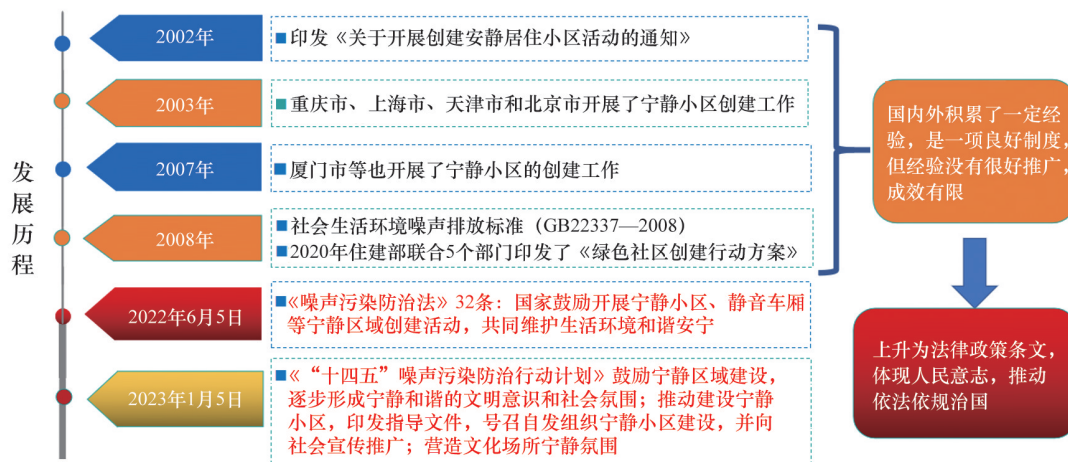 发展历程
2002年
印发《关于开展创建安静居住小区活动的通知》
2003年
重庆市、上海市、天津市和北京市开展了宁静小区创建工作
2007年
厦门市等也开展了宁静小区的创建工作
2008年
社会生活环境噪声排放标准（GB22337—2008）
2020年住建部联合5个部门印发了《绿色社区创建行动方案》
2022年6月5日
《噪声污染防治法》32条：国家鼓励开展宁静小区、静音车厢
等宁静区域创建活动，共同维护生活环境和谐安宁
2023年1月5日
《“十四五”噪声污染防治行动计划》鼓励宁静区域建设，
逐步形成宁静和谐的文明意识和社会氛围；推动建设宁静
小区，印发指导文件，号召自发组织宁静小区建设，并向
社会宣传推广；营造文化场所宁静氛围
国内外积累了一定经
验，是一项良好制度，
但经验没有很好推广，
成效有限
上升为法律政策条文，
体现人民意志，推动
依法依规治国